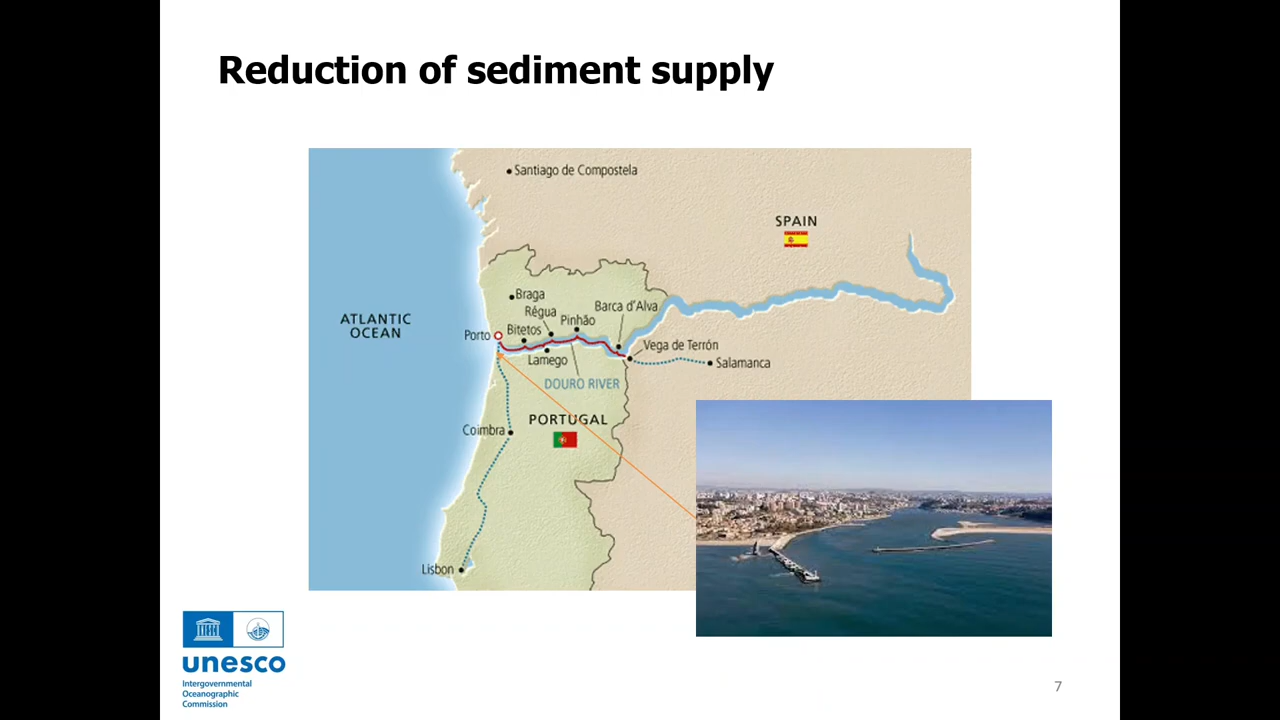 Reduction of sediment supply
Santiago de Compostela
SPAIN
ATLANTIC
OCEAN
Braga
Régua
Barca d'Alva
Pinhão
Porto
Bitetos
Vega de Terrón
Lamego
Salamanca
DOURO RIVER
PORTUGAL
Coimbra
Lisbon
unesco
Intergovernmental
Oceanographic
Commission
7